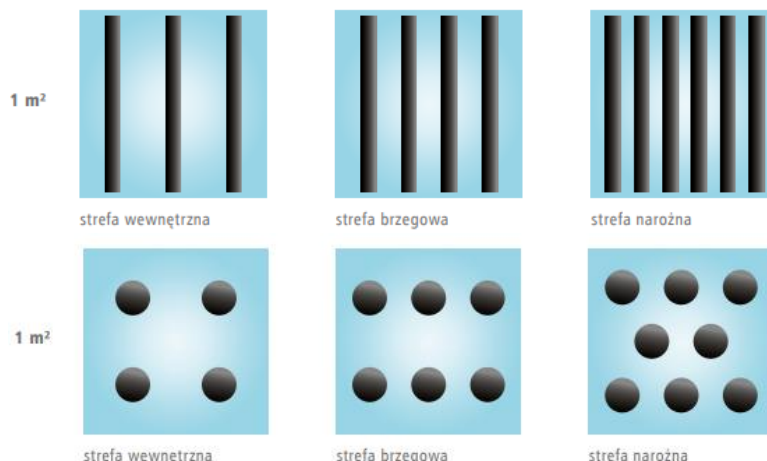 1 m²
strefa wewnętrzna strefa brzegowa strefa narożna
1 m²
strefa wewnetrzna strefa brzegowa strefa narożna